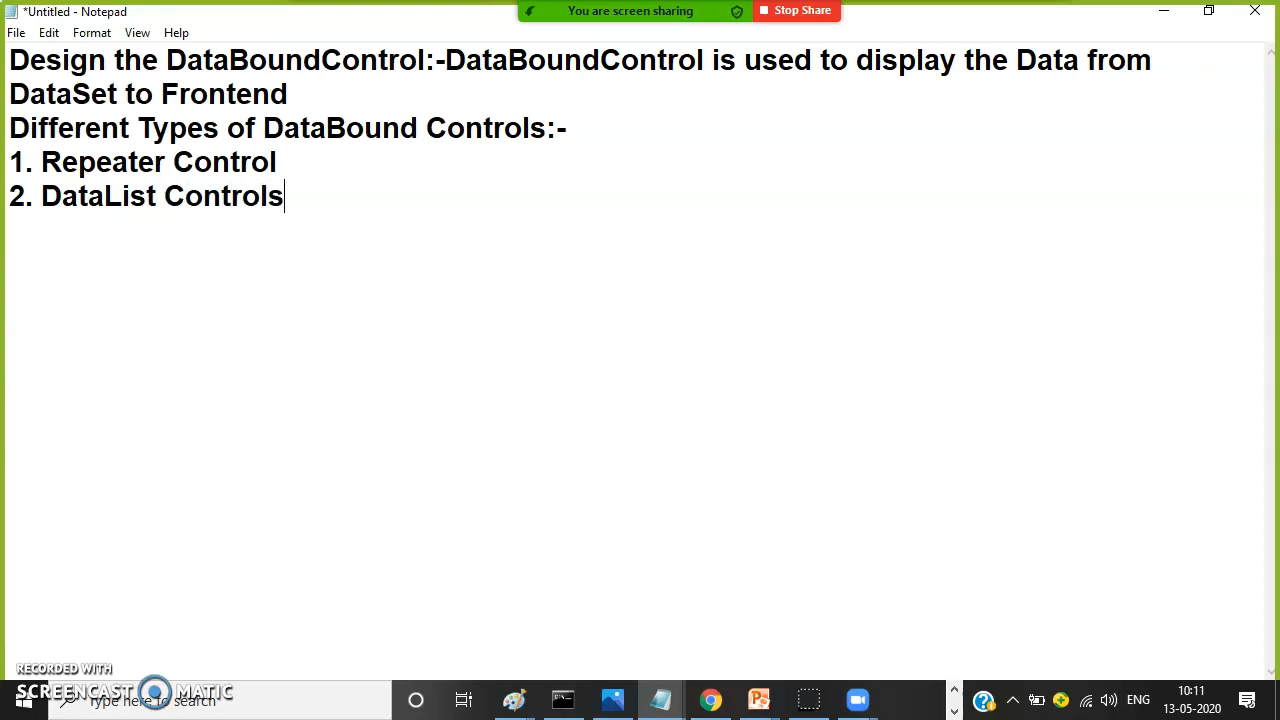 *Untitled - Notepad
You are screen sharing
Stop Share
File Edit Format View Help
Design the DataBoundControl:-DataBoundControl is used to display the Data from
DataSet to Frontend
Different Types of DataBound Controls:-
1. Repeater Control
2. DataList Controls
RECORDED WITH
SCREENCAST MATIC
Type here to search
ENG
10:11
13-05-2020